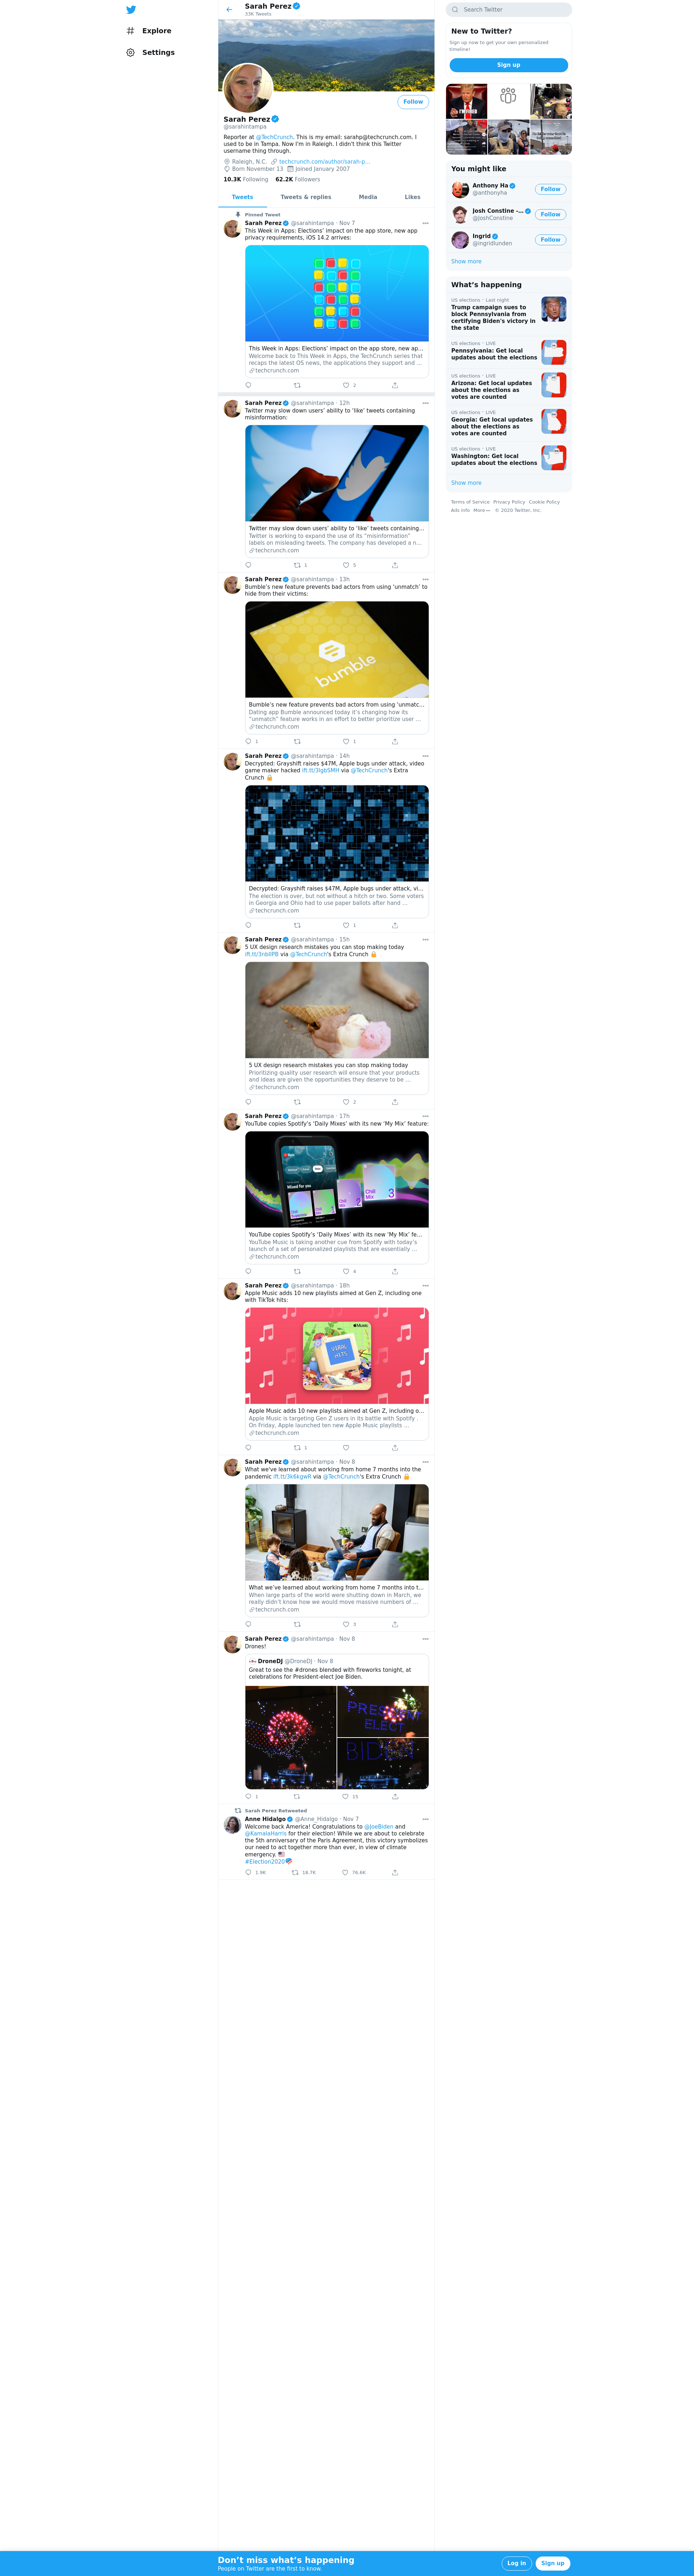 Explore
Settings
Sarah Perez
33K Tweets
Follow
Sarah Perez
@sarahintampa
Reporter at @TechCrunch. This is my email: sarahp@techcrunch.com. I
used to be in Tampa. Now I'm in Raleigh. I didn't think this Twitter
username thing through.
Raleigh, N.C. techcrunch.com/author/sarah-p…
Born November 13 Joined January 2007
10.3K Following 62.2K Followers
Tweets Tweets & replies Media Likes
Pinned Tweet
Sarah Perez @sarahintampa · Nov 7
This Week in Apps: Elections' impact on the app store, new app
privacy requirements, iOS 14.2 arrives:
This Week in Apps: Elections' impact on the app store, new ap…
Welcome back to This Week in Apps, the TechCrunch series that
recaps the latest OS news, the applications they support and …
techcrunch.com
2
Sarah Perez @sarahintampa · 12h
Twitter may slow down users' ability to 'like' tweets containing
misinformation:
Twitter may slow down users' ability to 'like' tweets containing…
Twitter is working to expand the use of its "misinformation"
labels on misleading tweets. The company has developed a n…
techcrunch.com
1 5
Sarah Perez @sarahintampa · 13h
Bumble's new feature prevents bad actors from using 'unmatch' to
hide from their victims:
bumble
Bumble's new feature prevents bad actors from using 'unmatc…
Dating app Bumble announced today it's changing how its
"unmatch" feature works in an effort to better prioritize user …
techcrunch.com
1 1
Sarah Perez @sarahintampa · 14h
Decrypted: Grayshift raises $47M, Apple bugs under attack, video
game maker hacked ift.tt/3lgbSMH via @TechCrunch's Extra
Crunch 🔒
Decrypted: Grayshift raises $47M, Apple bugs under attack, vi…
The election is over, but not without a hitch or two. Some voters
in Georgia and Ohio had to use paper ballots after hand …
techcrunch.com
1
Sarah Perez @sarahintampa · 15h
5 UX design research mistakes you can stop making today
via @TechCrunch's Extra Crunch 🔒
5 UX design research mistakes you can stop making today
Prioritizing quality user research will ensure that your products
and ideas are given the opportunities they deserve to be …
techcrunch.com
2
Sarah Perez @sarahintampa · 17h
YouTube copies Spotify's 'Daily Mixes' with its new 'My Mix' feature:
Mixed for you
Chill
Mix
2
Chill
Mix
3
YouTube copies Spotify's 'Daily Mixes' with its new 'My Mix' fe…
YouTube Music is taking another cue from Spotify with today's
launch of a set of personalized playlists that are essentially …
techcrunch.com
4
Sarah Perez @sarahintampa · 18h
Apple Music adds 10 new playlists aimed at Gen Z, including one
with TikTok hits:
Music
VIRAL
HITS
Apple Music adds 10 new playlists aimed at Gen Z, including o…
Apple Music is targeting Gen Z users in its battle with Spotify .
On Friday, Apple launched ten new Apple Music playlists …
techcrunch.com
1
Sarah Perez @sarahintampa · Nov 8
What we've learned about working from home 7 months into the
pandemic ift.tt/3k6kgwR via @TechCrunch's Extra Crunch 🔒
What we've learned about working from home 7 months into t…
When large parts of the world were shutting down in March, we
really didn't know how we would move massive numbers of …
techcrunch.com
7
Sarah Perez @sarahintampa · Nov 8
Drones!
DroneDJ @DroneDJ · Nov 8
Great to see the #drones blended with fireworks tonight, at
celebrations for President-elect Joe Biden.
PRESIDENT
ELECT
BIDEN
1 13
Sarah Perez Retweeted
Anne Hidalgo @Anne_Hidalgo · Nov 7
Welcome back America! Congratulations to @JoeBiden and
@KamalaHarris for their election! While we are about to celebrate
the 5th anniversary of the Paris Agreement, this victory symbolizes
our need to act together more than ever, in view of climate
emergency. 🇺🇸
#Election2020
1.9K 18.7K 76.6K
Search Twitter
New to Twitter?
Sign up now to get your own personalized
timeline!
Sign up
You might like
Anthony Ha
@anthonyha
Follow
Josh Constine -…
@JoshConstine
Follow
Ingrid
@ingridlunden
Follow
Show more
What's happening
US elections · Last night
Trump campaign sues to
block Pennsylvania from
certifying Biden's victory in
the state
US elections · LIVE
Pennsylvania: Get local
updates about the elections
US elections · LIVE
Arizona: Get local updates
about the elections as
votes are counted
US elections · LIVE
Georgia: Get local updates
about the elections as
votes are counted
US elections · LIVE
Washington: Get local
updates about the elections
Show more
Terms of Service Privacy Policy Cookie Policy
Ads info More © 2020 Twitter, Inc.
Don't miss what's happening
People on Twitter are the first to know.
Log in
Sign up